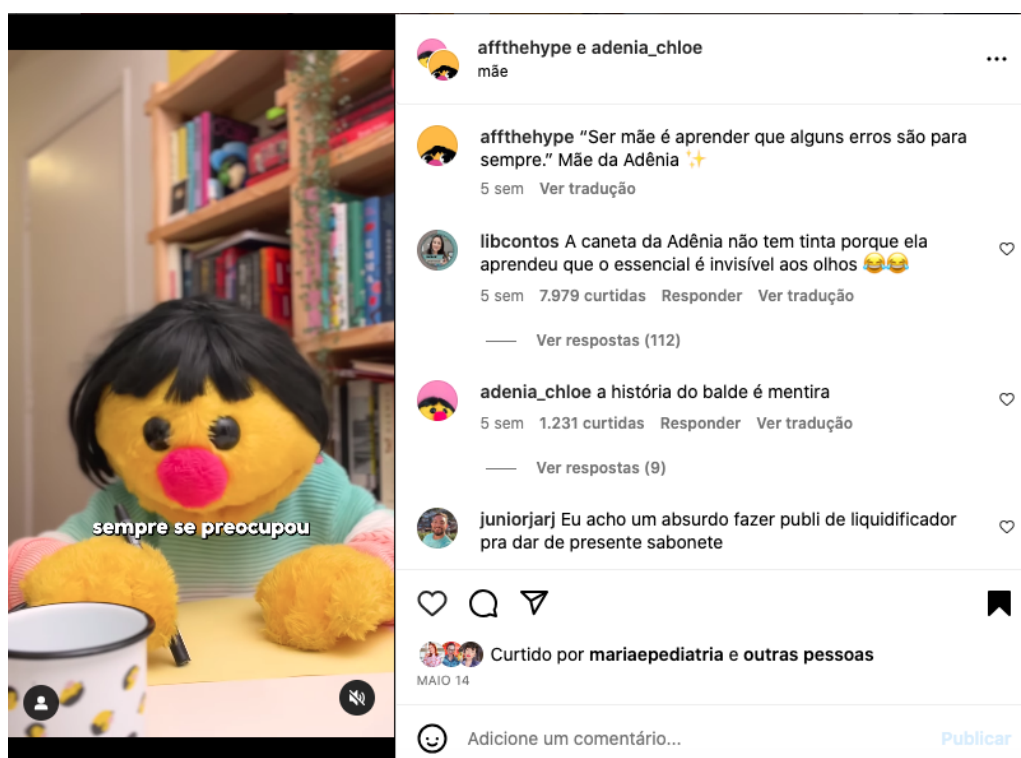 sempre se preocupou
affthehype e adenia_chloe
mãe
affthehype “Ser mãe é aprender que alguns erros são para
sempre.” Mãe da Adênia ✨
5 sem Ver tradução
libcontos A caneta da Adênia não tem tinta porque ela
aprendeu que o essencial é invisível aos olhos 😂😂
5 sem 7.979 curtidas Responder Ver tradução
Ver respostas (112)
adenia_chloe a história do balde é mentira
5 sem 1.231 curtidas Responder Ver tradução
Ver respostas (9)
juniorjarj Eu acho um absurdo fazer publi de liquidificador
pra dar de presente sabonete
Curtido por mariaepediatria e outras pessoas
MAIO 14
Adicione um comentário...
Publicar